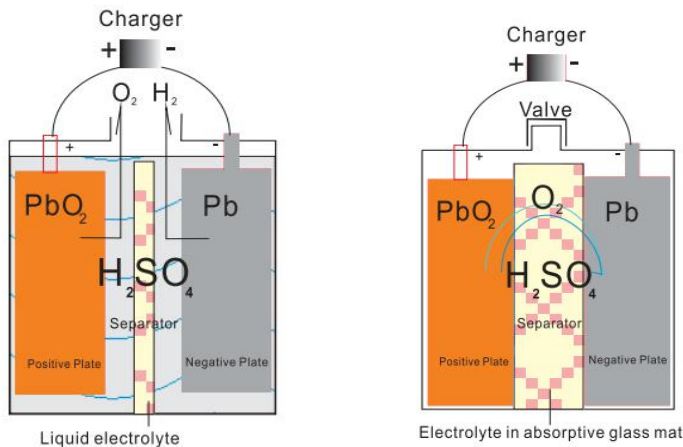 Charger
+ -
O₂ H₂
+ -
PbO₂ Pb
H₂SO₄
Separator
Positive Plate Negative Plate
Liquid electrolyte
Charger
+ -
Valve
+ -
PbO₂ O₂ Pb
H₂SO₄
Separator
Positive Plate Negative Plate
Electrolyte in absorptive glass mat